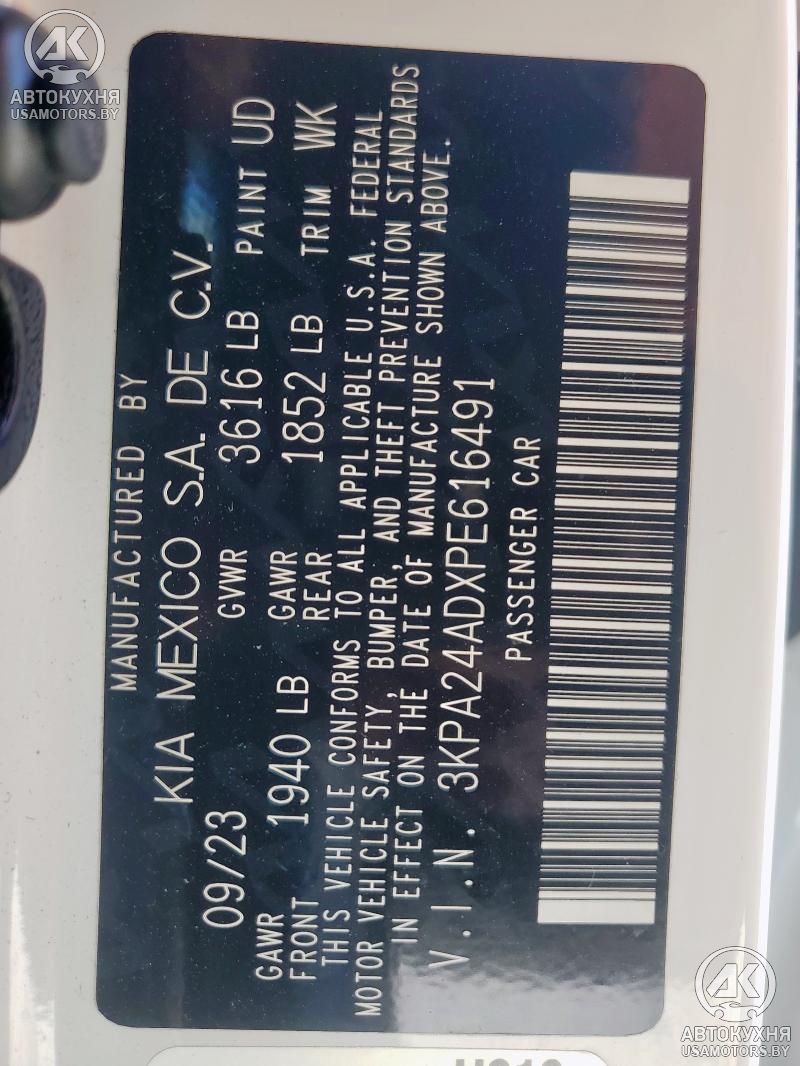 AK
АВТОКУХНЯ
USAMOTORS.BY
MANUFACTURED BY
KIA MEXICO S.A. DE C.V.
09/23 GVWR 3616 LB PAINT UD
GAWR FRONT 1940 LB GAWR REAR 1852 LB TRIM WK
THIS VEHICLE CONFORMS TO ALL APPLICABLE U.S.A. FEDERAL
MOTOR VEHICLE SAFETY, BUMPER, AND THEFT PREVENTION STANDARDS
IN EFFECT ON THE DATE OF MANUFACTURE SHOWN ABOVE.
V.I.N. 3KPA24ADXPE616491
PASSENGER CAR
AK
АВТОКУХНЯ
USAMOTORS.BY